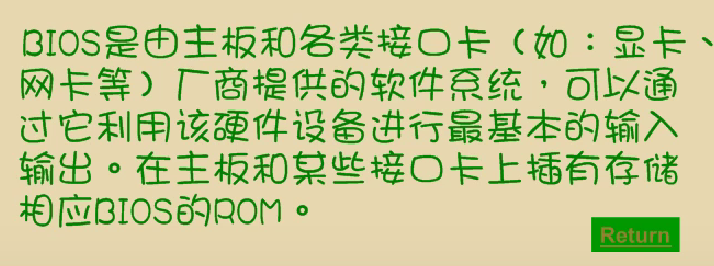 BIOS是由主板和各类接口卡（如：显卡、
网卡等）厂商提供的软件系统，可以通
过它利用该硬件设备进行最基本的输入
输出。在主板和某些接口卡上插有存储
相应BIOS的ROM。
Return